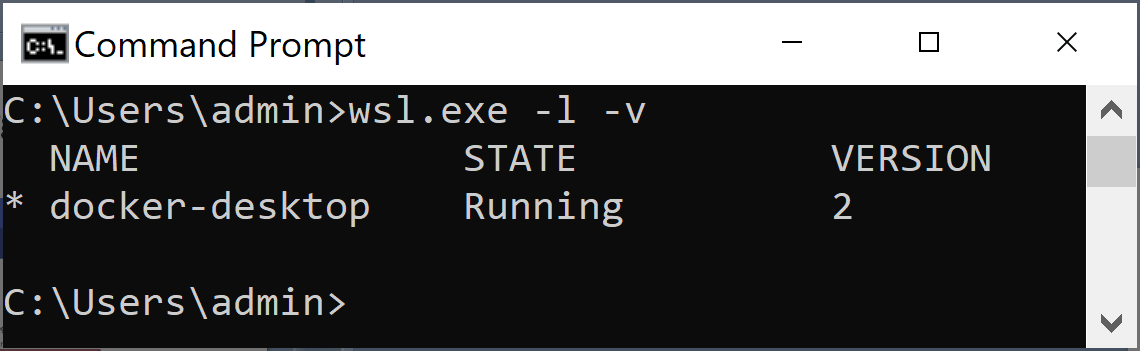 Command Prompt
C:\Users\admin>wsl.exe -l -v
  NAME              STATE           VERSION
* docker-desktop    Running         2
C:\Users\admin>